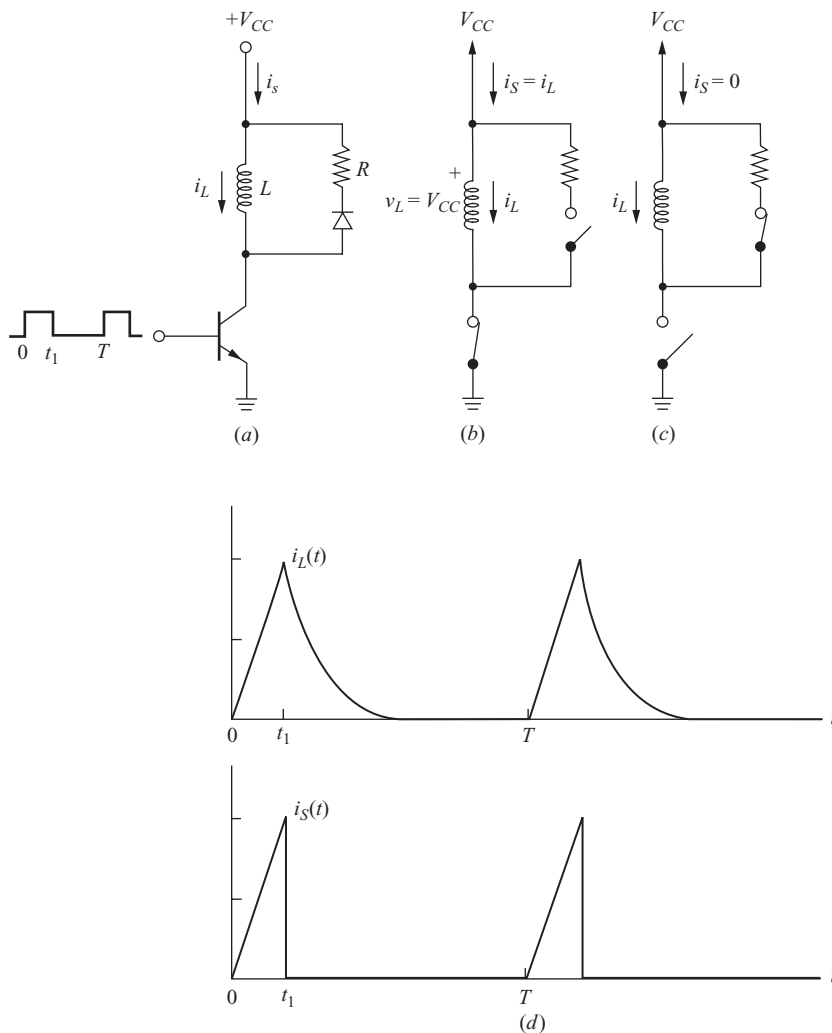 +V_CC V_CC V_CC
i_s i_S = i_L i_S = 0
i_L L R
+
v_L = V_CC i_L i_L
0 t_1 T
(a) (b) (c)
i_L(t)
0 t_1 T t
i_S(t)
0 t_1 T t
(d)